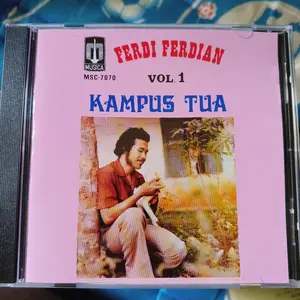 FERDI FERDIAN
MUSICA
MSC-7070
VOL 1
KAMPUS TUA